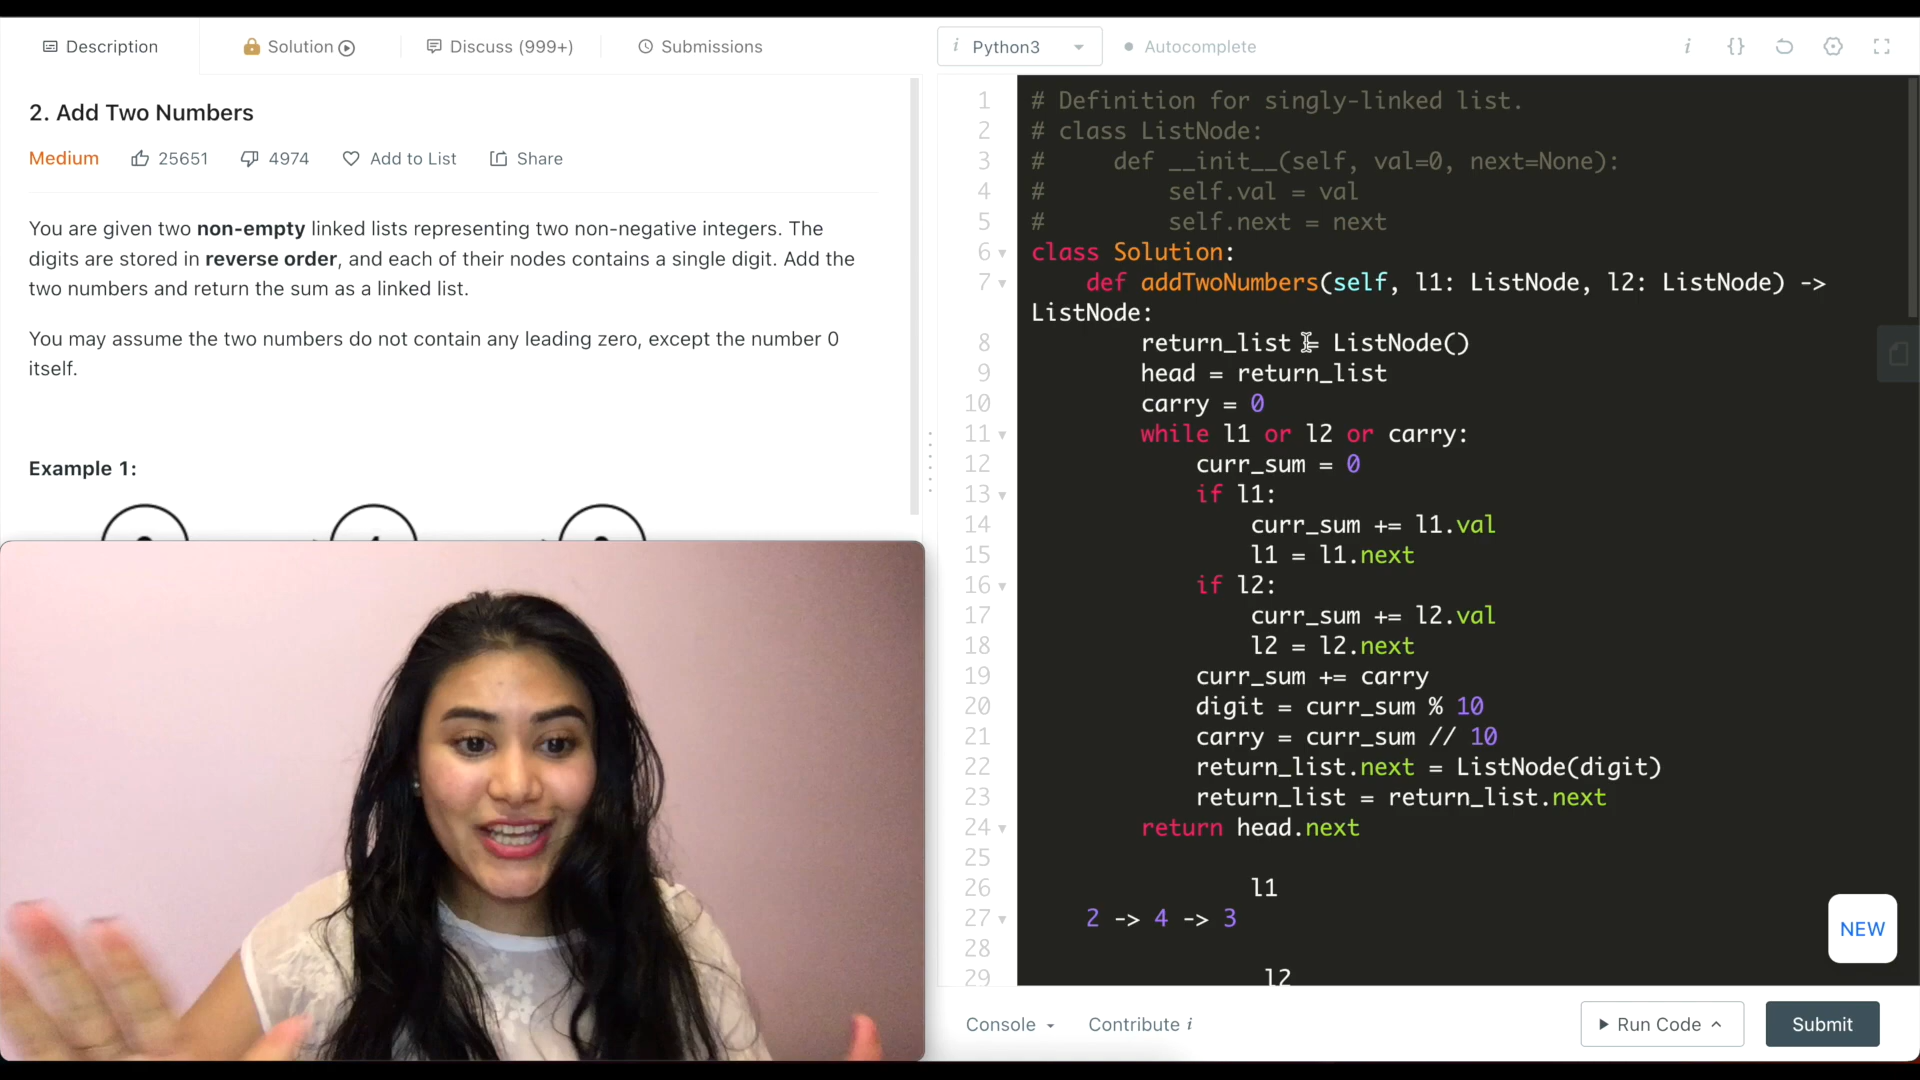 Description
Solution
Discuss (999+)
Submissions
2. Add Two Numbers
Medium 25651 4974 Add to List Share
You are given two non-empty linked lists representing two non-negative integers. The
digits are stored in reverse order, and each of their nodes contains a single digit. Add the
two numbers and return the sum as a linked list.
You may assume the two numbers do not contain any leading zero, except the number 0
itself.
Example 1:
i Python3
Autocomplete
i {}
1 # Definition for singly-linked list.
2 # class ListNode:
3 #     def __init__(self, val=0, next=None):
4 #         self.val = val
5 #         self.next = next
6 class Solution:
7     def addTwoNumbers(self, l1: ListNode, l2: ListNode) ->
ListNode:
8         return_list = ListNode()
9         head = return_list
10         carry = 0
11         while l1 or l2 or carry:
12             curr_sum = 0
13             if l1:
14                 curr_sum += l1.val
15                 l1 = l1.next
16             if l2:
17                 curr_sum += l2.val
18                 l2 = l2.next
19             curr_sum += carry
20             digit = curr_sum % 10
21             carry = curr_sum // 10
22             return_list.next = ListNode(digit)
23             return_list = return_list.next
24         return head.next
25
26                 l1
27     2 -> 4 -> 3
28
29                  l2
NEW
Console
Contribute i
Run Code
Submit